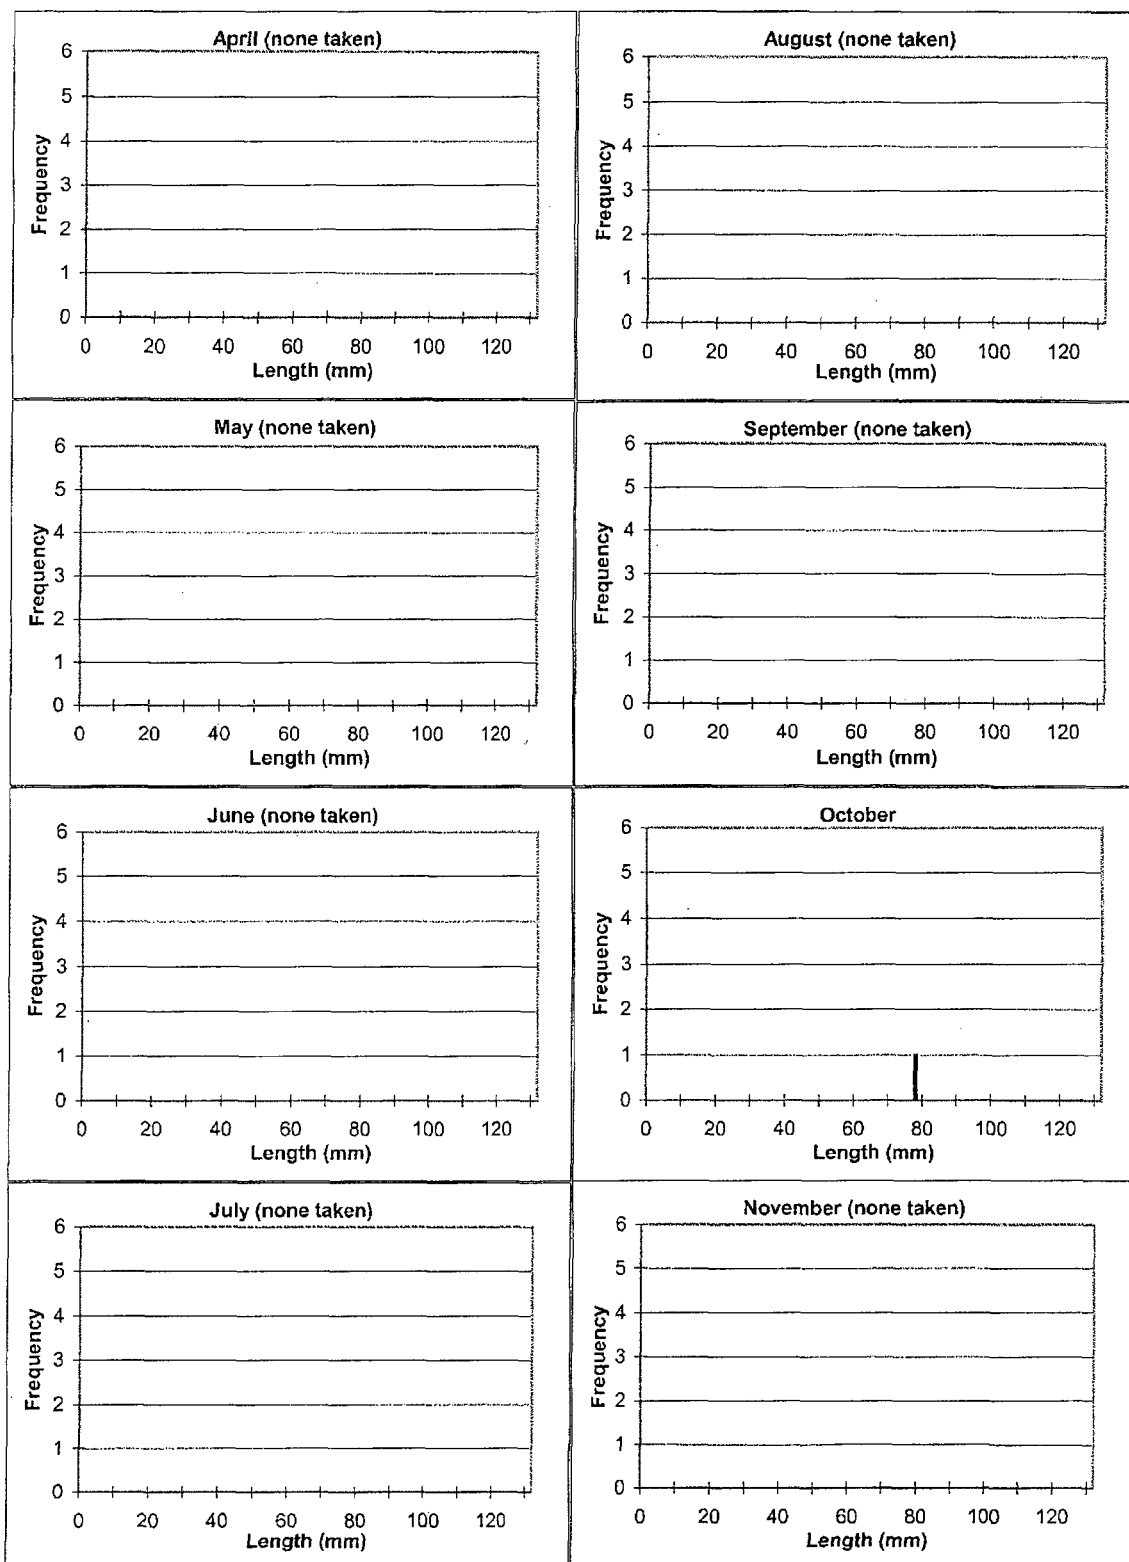 April (none taken)
6
5
4
3
2
1
0
Frequency
0 20 40 60 80 100 120
Length (mm)
August (none taken)
6
5
4
3
2
1
0
Frequency
0 20 40 60 80 100 120
Length (mm)
May (none taken)
6
5
4
3
2
1
0
Frequency
0 20 40 60 80 100 120
Length (mm)
September (none taken)
6
5
4
3
2
1
0
Frequency
0 20 40 60 80 100 120
Length (mm)
June (none taken)
6
5
4
3
2
1
0
Frequency
0 20 40 60 80 100 120
Length (mm)
October
6
5
4
3
2
1
0
Frequency
0 20 40 60 80 100 120
Length (mm)
July (none taken)
6
5
4
3
2
1
0
Frequency
0 20 40 60 80 100 120
Length (mm)
November (none taken)
6
5
4
3
2
1
0
Frequency
0 20 40 60 80 100 120
Length (mm)